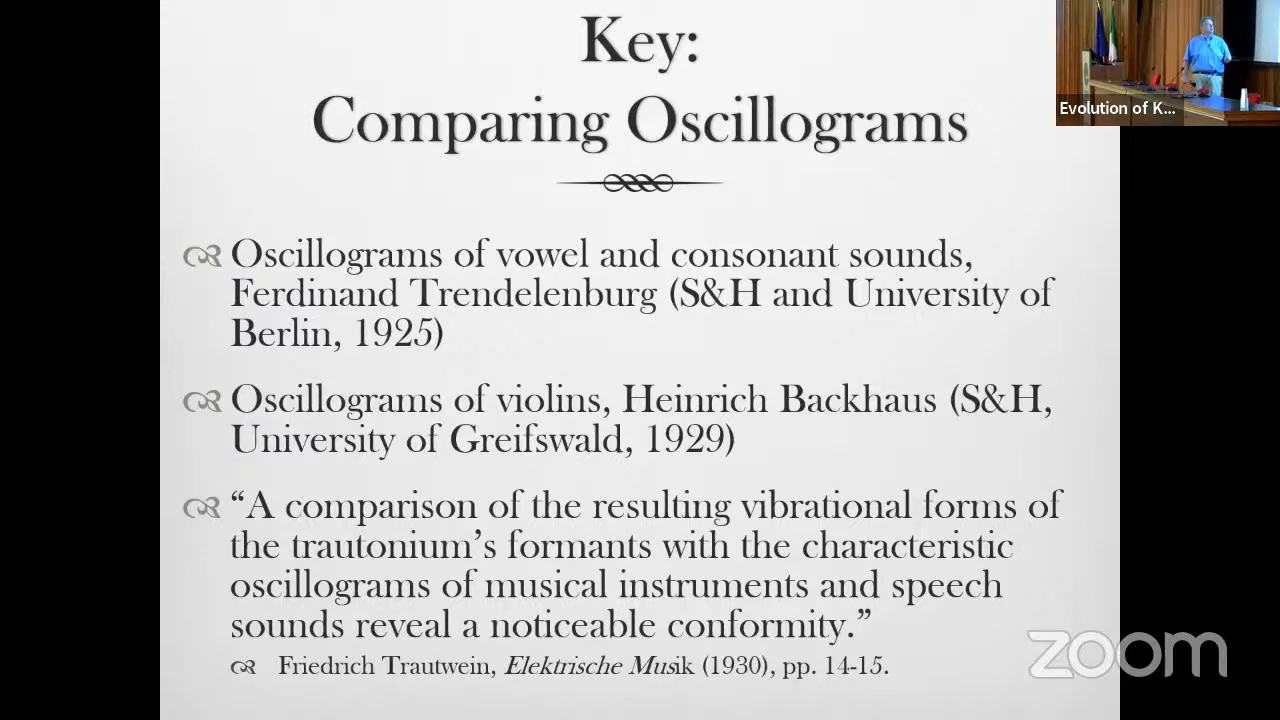 Key:
Comparing Oscillograms
Oscillograms of vowel and consonant sounds,
Ferdinand Trendelenburg (S&H and University of
Berlin, 1925)
Oscillograms of violins, Heinrich Backhaus (S&H,
University of Greifswald, 1929)
“A comparison of the resulting vibrational forms of
the trautonium’s formants with the characteristic
oscillograms of musical instruments and speech
sounds reveal a noticeable conformity.”
Friedrich Trautwein, Elektrische Musik (1930), pp. 14-15.
Evolution of K...
zoom